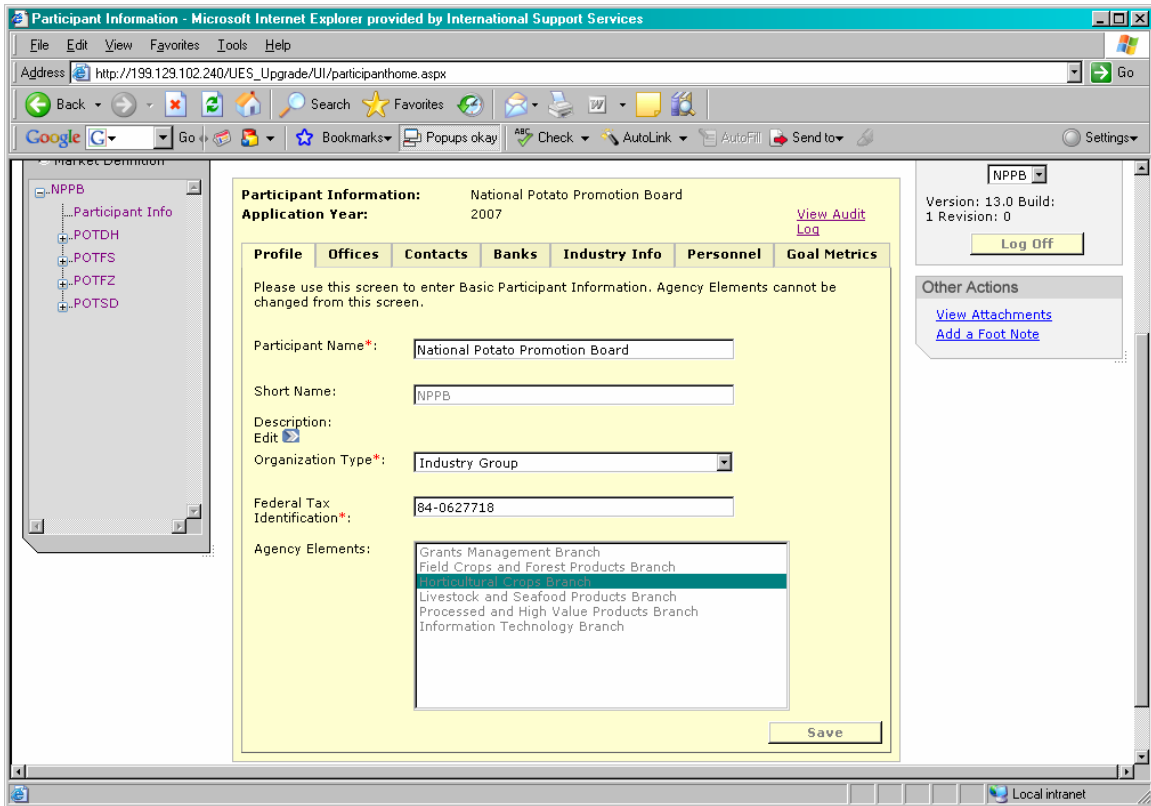 Participant Information - Microsoft Internet Explorer provided by International Support Services
File Edit View Favorites Tools Help
Address http://199.129.102.240/UES_Upgrade/UI/participanthome.aspx Go
Back Search Favorites
Google G Go Bookmarks Popups okay ABC Check AutoLink AutoFill Send to Settings
Market Definition
NPPB
Participant Info
POTDH
POTFS
POTFZ
POTSD
Participant Information: National Potato Promotion Board
Application Year: 2007
View Audit
Log
Profile Offices Contacts Banks Industry Info Personnel Goal Metrics
Please use this screen to enter Basic Participant Information. Agency Elements cannot be
changed from this screen.
Participant Name*: National Potato Promotion Board
Short Name: NPPB
Description:
Edit
Organization Type*: Industry Group
Federal Tax
Identification*: 84-0627718
Agency Elements:
Grants Management Branch
Field Crops and Forest Products Branch
Horticultural Crops Branch
Livestock and Seafood Products Branch
Processed and High Value Products Branch
Information Technology Branch
Save
NPPB
Version: 13.0 Build:
1 Revision: 0
Log Off
Other Actions
View Attachments
Add a Foot Note
Local intranet